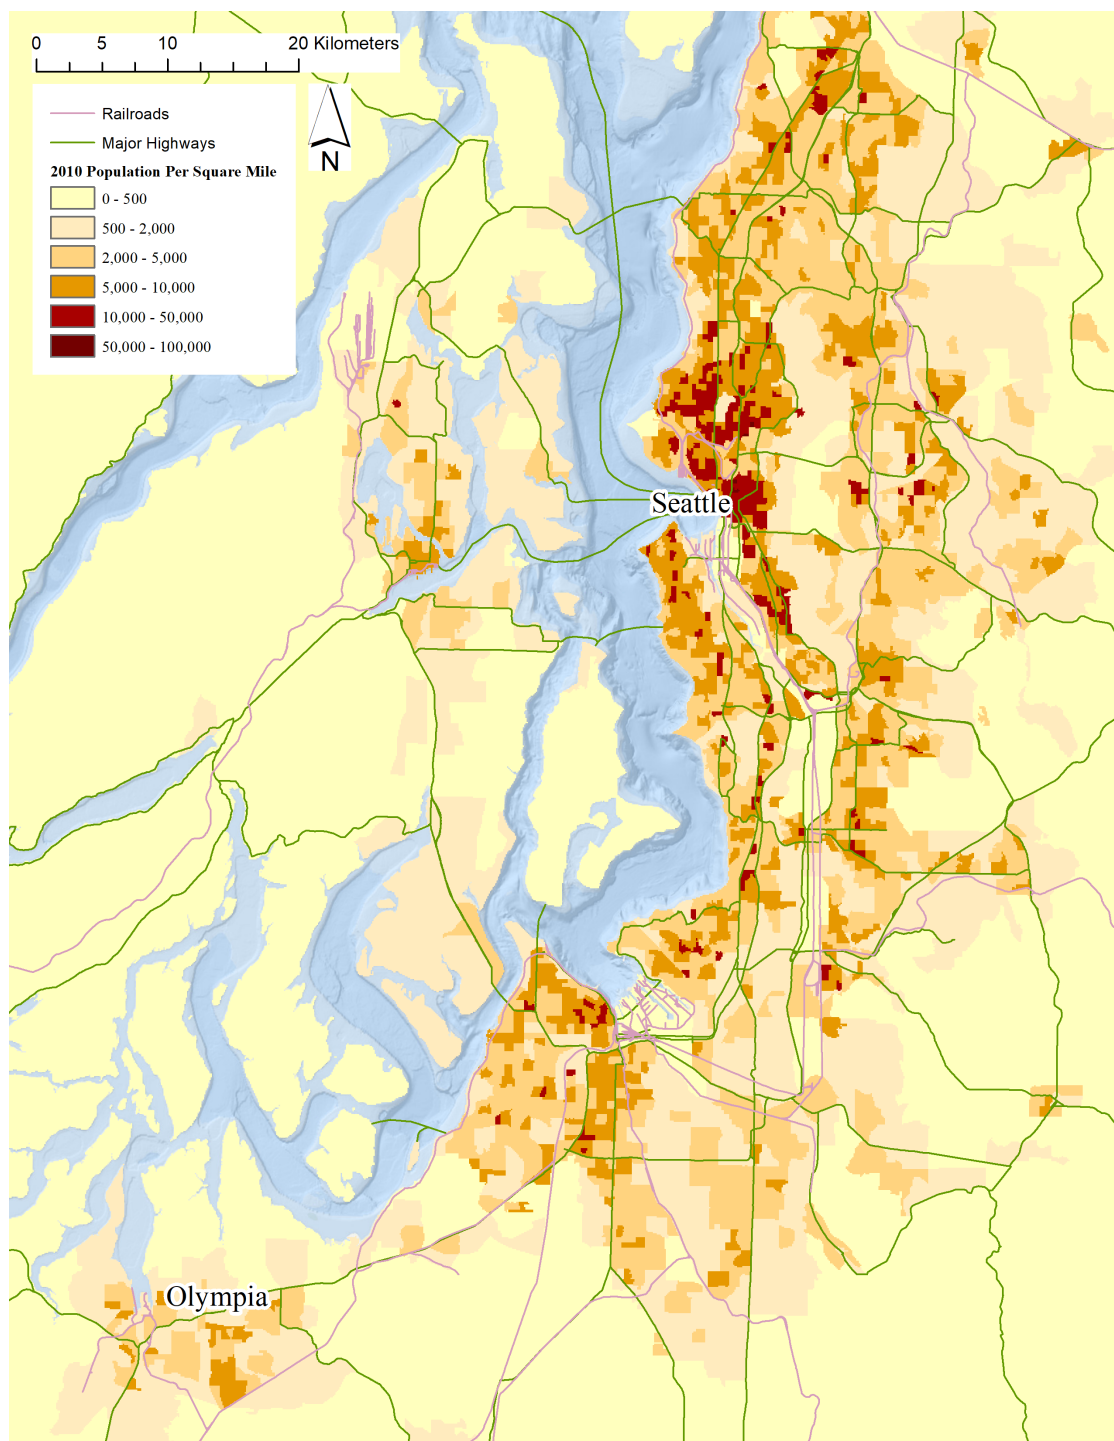 0 5 10 20 Kilometers
Railroads
Major Highways
2010 Population Per Square Mile
0 - 500
500 - 2,000
2,000 - 5,000
5,000 - 10,000
10,000 - 50,000
50,000 - 100,000
N
Seattle
Olympia